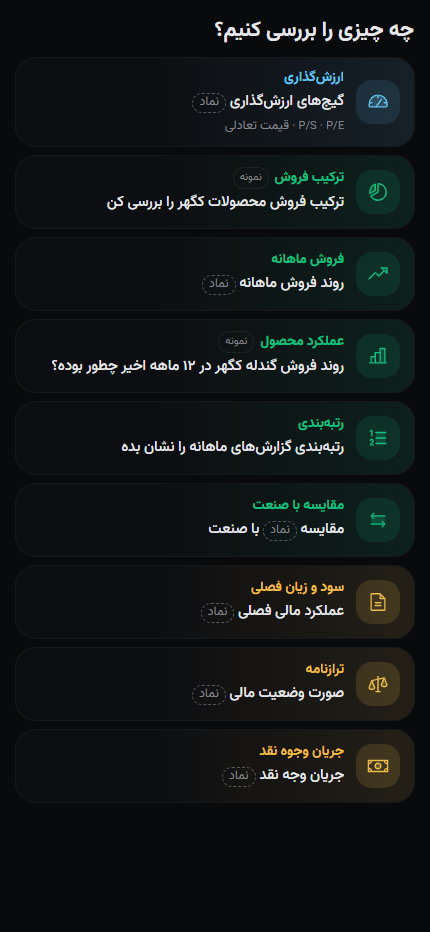 چه چیزی را بررسی کنیم؟
ارزش‌گذاری
گیج‌های ارزش‌گذاری نماد
P/S · P/E · قیمت تعادلی
ترکیب فروش نمونه
ترکیب فروش محصولات کگهر را بررسی کن
فروش ماهانه
روند فروش ماهانه نماد
عملکرد محصول نمونه
روند فروش گندله کگهر در ۱۲ ماهه اخیر چطور بوده؟
رتبه‌بندی
رتبه‌بندی گزارش‌های ماهانه را نشان بده
مقایسه با صنعت
مقایسه نماد با صنعت
سود و زیان فصلی
عملکرد مالی فصلی نماد
ترازنامه
صورت وضعیت مالی نماد
جریان وجوه نقد
جریان وجه نقد نماد